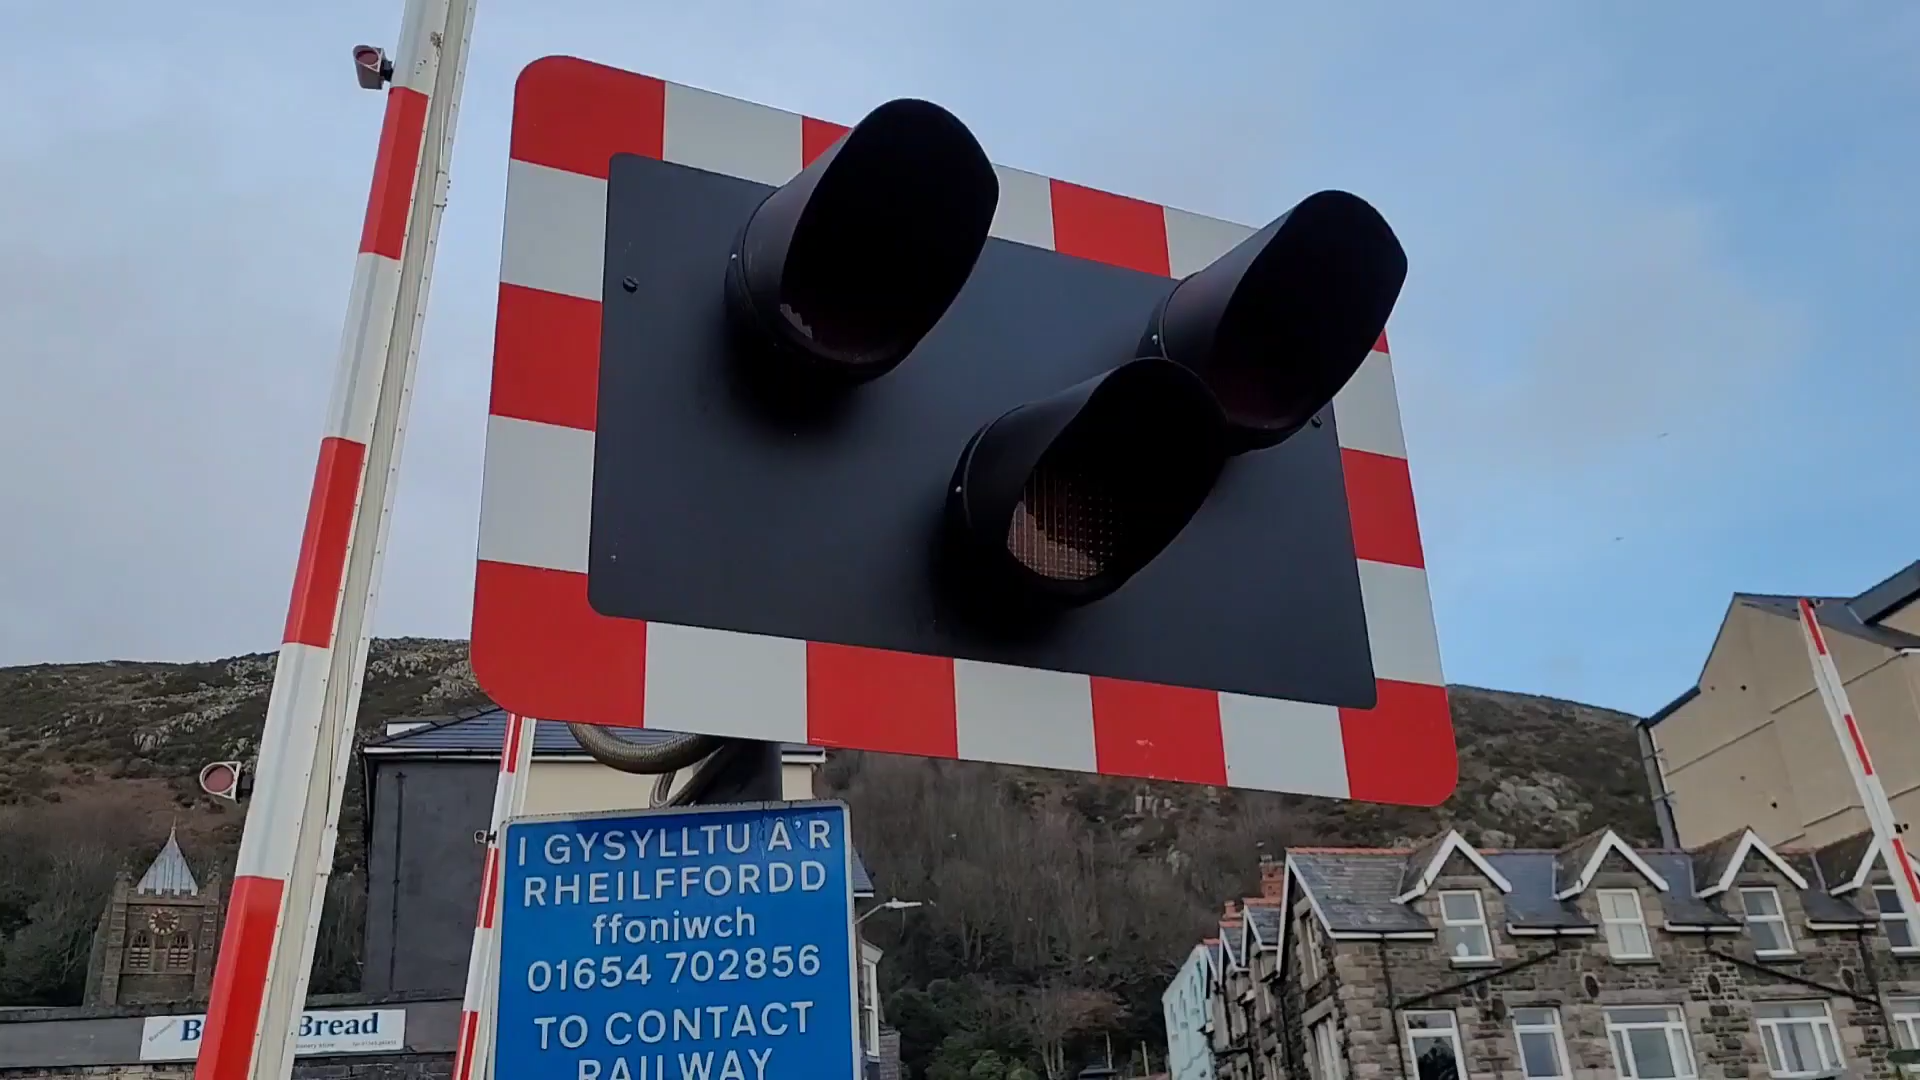 I GYSYLLTU Â'R
RHEILFFORDD
ffoniwch
01654 702856
TO CONTACT
RAILWAY
Bread